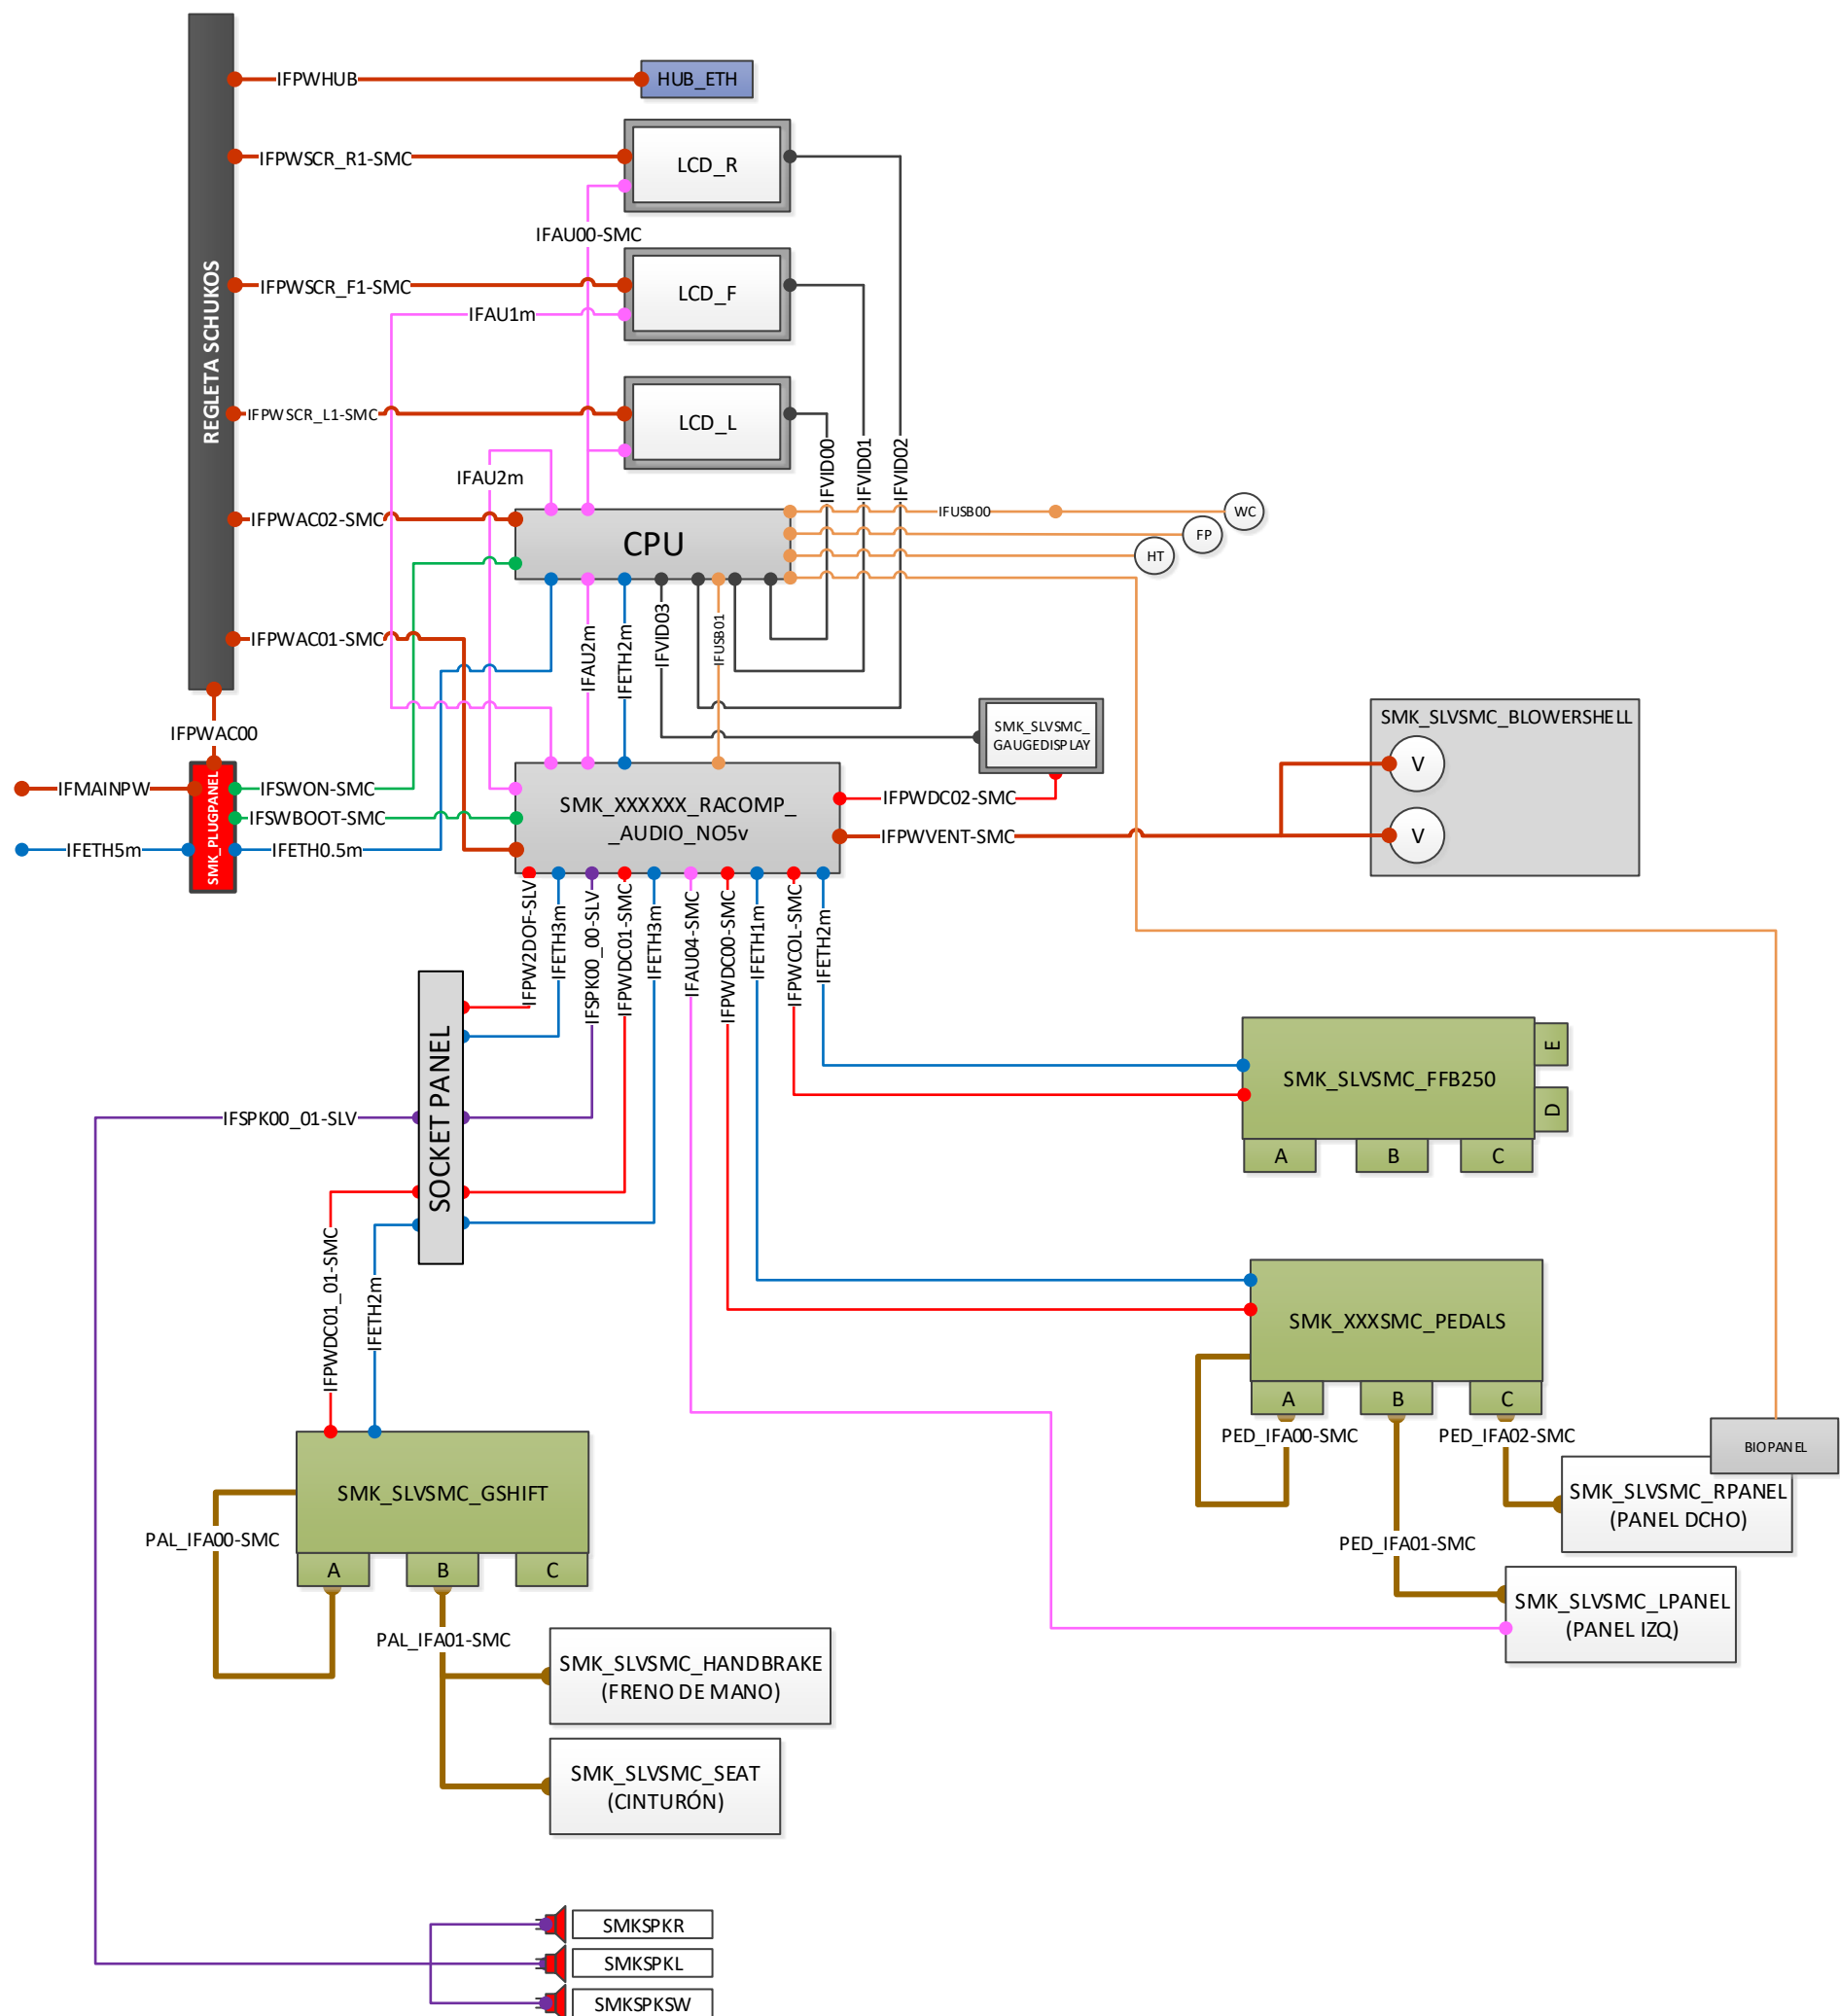 IFPWHUB
HUB_ETH
IFPWSCR_R1-SMC
LCD_R
IFAU00-SMC
IFPWSCR_F1-SMC
LCD_F
IFAU1m
REGLETA SCHUKOS
IFPWSCR_L1-SMC
LCD_L
IFVID00
IFVID01
IFVID02
IFAU2m
IFPWAC02-SMC
CPU
IFUSB00
WC
FP
HT
IFPWAC01-SMC
IFAU2m
IFETH2m
IFVID03
IFUSB01
IFPWAC00
SMK_SLVSMC_
GAUGEDISPLAY
SMK_SLVSMC_BLOWERSHELL
V
V
IFMAINPW
SMK_PLUGPANEL
IFSWON-SMC
IFSWBOOT-SMC
IFETH5m
IFETH0.5m
SMK_XXXXXX_RACOMP_
_AUDIO_NO5v
IFPWDC02-SMC
IFPWVENT-SMC
IFPW2DOF-SLV
IFETH3m
IFSPK00_00-SLV
IFPWDC01-SMC
IFETH3m
IFAU04-SMC
IFPWDC00-SMC
IFETH1m
IFPWCOL-SMC
IFETH2m
SOCKET PANEL
IFSPK00_01-SLV
SMK_SLVSMC_FFB250
E
D
A
B
C
IFPWDC01_01-SMC
IFETH2m
SMK_XXXSMC_PEDALS
A
B
C
PED_IFA00-SMC
PED_IFA02-SMC
BIOPANEL
SMK_SLVSMC_RPANEL
(PANEL DCHO)
PED_IFA01-SMC
SMK_SLVSMC_LPANEL
(PANEL IZQ)
SMK_SLVSMC_GSHIFT
PAL_IFA00-SMC
A
B
C
PAL_IFA01-SMC
SMK_SLVSMC_HANDBRAKE
(FRENO DE MANO)
SMK_SLVSMC_SEAT
(CINTURÓN)
SMKSPKR
SMKSPKL
SMKSPKSW